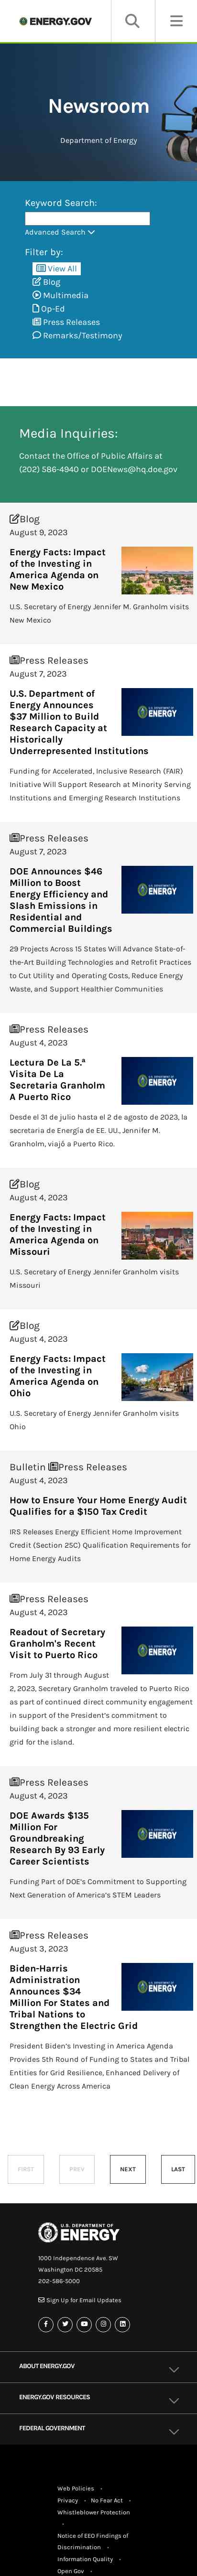 ENERGY.GOV
Newsroom
Department of Energy
Keyword Search:
Advanced Search
Filter by:
View All
Blog
Multimedia
Op-Ed
Press Releases
Remarks/Testimony
Media Inquiries:
Contact the Office of Public Affairs at
(202) 586-4940 or DOENews@hq.doe.gov
Blog
August 9, 2023
Energy Facts: Impact
of the Investing in
America Agenda on
New Mexico
U.S. Secretary of Energy Jennifer M. Granholm visits
New Mexico
Press Releases
August 7, 2023
U.S. Department of
Energy Announces
$37 Million to Build
Research Capacity at
Historically
Underrepresented Institutions
Funding for Accelerated, Inclusive Research (FAIR)
Initiative Will Support Research at Minority Serving
Institutions and Emerging Research Institutions
Press Releases
August 7, 2023
DOE Announces $46
Million to Boost
Energy Efficiency and
Slash Emissions in
Residential and
Commercial Buildings
29 Projects Across 15 States Will Advance State-of-
the-Art Building Technologies and Retrofit Practices
to Cut Utility and Operating Costs, Reduce Energy
Waste, and Support Healthier Communities
Press Releases
August 4, 2023
Lectura De La 5.ª
Visita De La
Secretaria Granholm
A Puerto Rico
Desde el 31 de julio hasta el 2 de agosto de 2023, la
secretaria de Energía de EE. UU., Jennifer M.
Granholm, viajó a Puerto Rico.
Blog
August 4, 2023
Energy Facts: Impact
of the Investing in
America Agenda on
Missouri
U.S. Secretary of Energy Jennifer Granholm visits
Missouri
Blog
August 4, 2023
Energy Facts: Impact
of the Investing in
America Agenda on
Ohio
U.S. Secretary of Energy Jennifer Granholm visits
Ohio
Bulletin | Press Releases
August 4, 2023
How to Ensure Your Home Energy Audit
Qualifies for a $150 Tax Credit
IRS Releases Energy Efficient Home Improvement
Credit (Section 25C) Qualification Requirements for
Home Energy Audits
Press Releases
August 4, 2023
Readout of Secretary
Granholm's Recent
Visit to Puerto Rico
From July 31 through August
2, 2023, Secretary Granholm traveled to Puerto Rico
as part of continued direct community engagement
in support of the President's commitment to
building back a stronger and more resilient electric
grid for the island.
Press Releases
August 4, 2023
DOE Awards $135
Million For
Groundbreaking
Research By 93 Early
Career Scientists
Funding Part of DOE's Commitment to Supporting
Next Generation of America's STEM Leaders
Press Releases
August 3, 2023
Biden-Harris
Administration
Announces $34
Million For States and
Tribal Nations to
Strengthen the Electric Grid
President Biden's Investing in America Agenda
Provides 5th Round of Funding to States and Tribal
Entities for Grid Resilience, Enhanced Delivery of
Clean Energy Across America
FIRST PREV NEXT LAST
U.S. DEPARTMENT OF
ENERGY
1000 Independence Ave. SW
Washington DC 20585
202-586-5000
Sign Up for Email Updates
ABOUT ENERGY.GOV
ENERGY.GOV RESOURCES
FEDERAL GOVERNMENT
Web Policies •
Privacy • No Fear Act •
Whistleblower Protection
•
Notice of EEO Findings of
Discrimination •
Information Quality •
Open Gov •